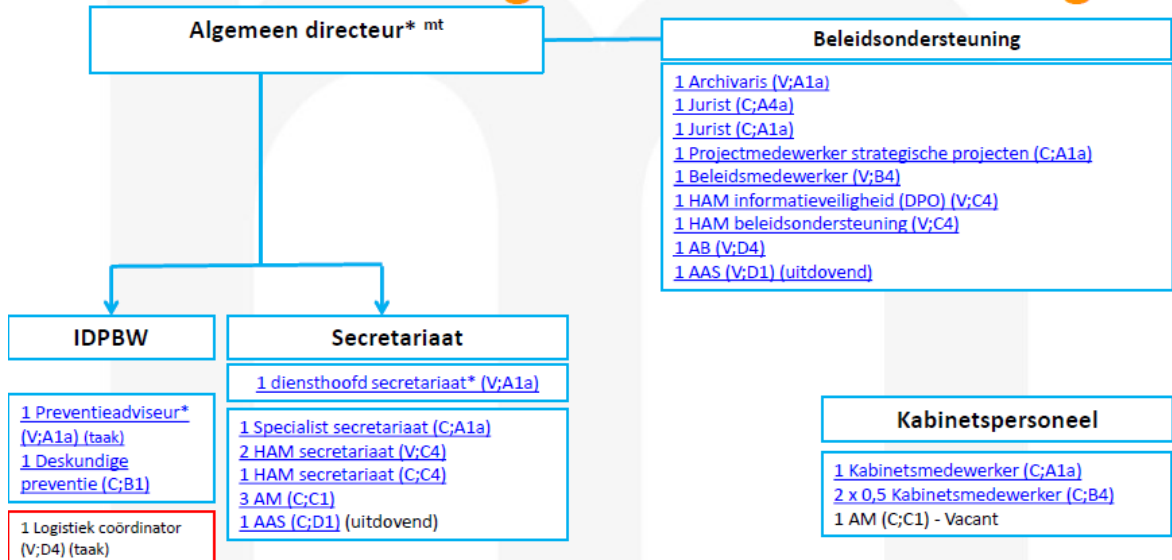 Algemeen directeur* mt
Beleidsondersteuning
1 Archivaris (V;A1a)
1 Jurist (C;A4a)
1 Jurist (C;A1a)
1 Projectmedewerker strategische projecten (C;A1a)
1 Beleidsmedewerker (V;B4)
1 HAM informatieveiligheid (DPO) (V;C4)
1 HAM beleidsondersteuning (V;C4)
1 AB (V;D4)
1 AAS (V;D1) (uitdovend)
IDPBW
1 Preventieadviseur*
(V;A1a) (taak)
1 Deskundige
preventie (C;B1)
1 Logistiek coördinator
(V;D4) (taak)
Secretariaat
1 diensthoofd secretariaat* (V;A1a)
1 Specialist secretariaat (C;A1a)
2 HAM secretariaat (V;C4)
1 HAM secretariaat (C;C4)
3 AM (C;C1)
1 AAS (C;D1) (uitdovend)
Kabinetspersoneel
1 Kabinetsmedewerker (C;A1a)
2 x 0,5 Kabinetsmedewerker (C;B4)
1 AM (C;C1) - Vacant